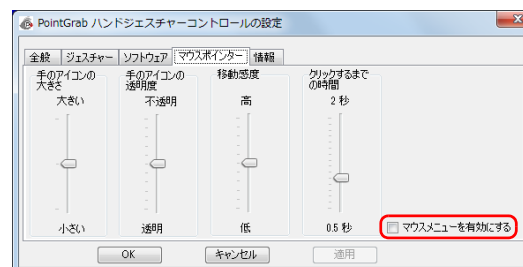 PointGrab ハンドジェスチャーコントロールの設定
全般 ジェスチャー ソフトウェア マウスポインター 情報
手のアイコンの大きさ
大きい
小さい
手のアイコンの透明度
不透明
透明
移動感度
高
低
クリックするまでの時間
2 秒
0.5 秒
マウスメニューを有効にする
OK キャンセル 適用